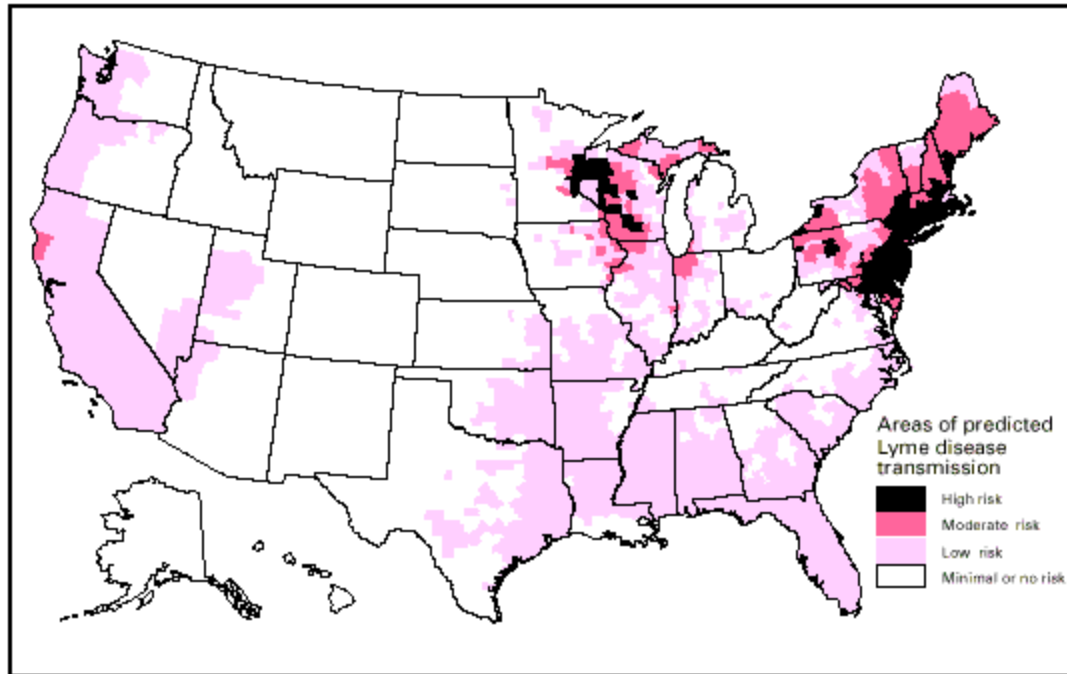 Areas of predicted
Lyme disease
transmission
High risk
Moderate risk
Low risk
Minimal or no risk